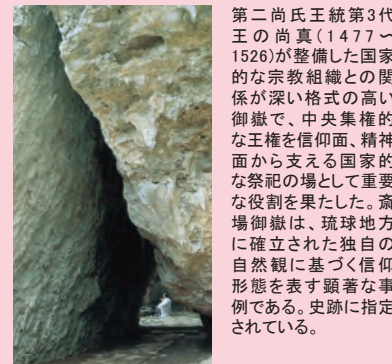 第二尚氏王統第3代
王の尚真(1477～
1526)が整備した国家
的な宗教組織との関
係が深い格式の高い
御嶽で、中央集権的
な王権を信仰面、精神
面から支える国家的
な祭祀の場として重要
な役割を果たした。斎
場御嶽は、琉球地方
に確立された独自の
自然観に基づく信仰
形態を表す顕著な事
例である。史跡に指定
されている。